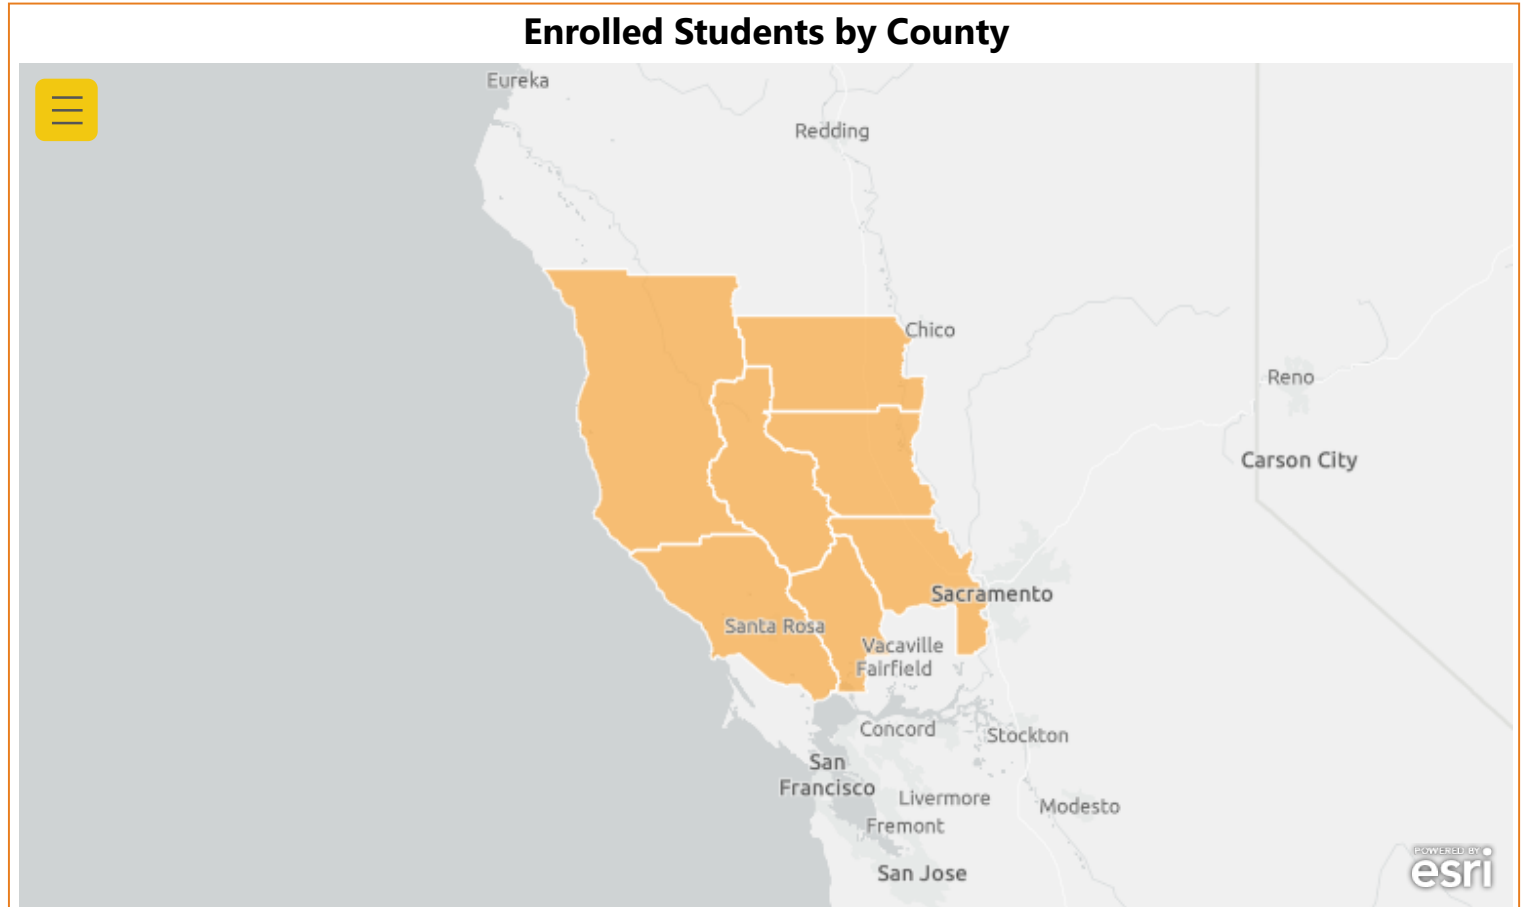 Enrolled Students by County
Eureka
Redding
Chico
Reno
Carson City
Sacramento
Santa Rosa
Vacaville
Fairfield
Concord
Stockton
San
Francisco
Livermore
Modesto
Fremont
San Jose
POWERED BY
esri